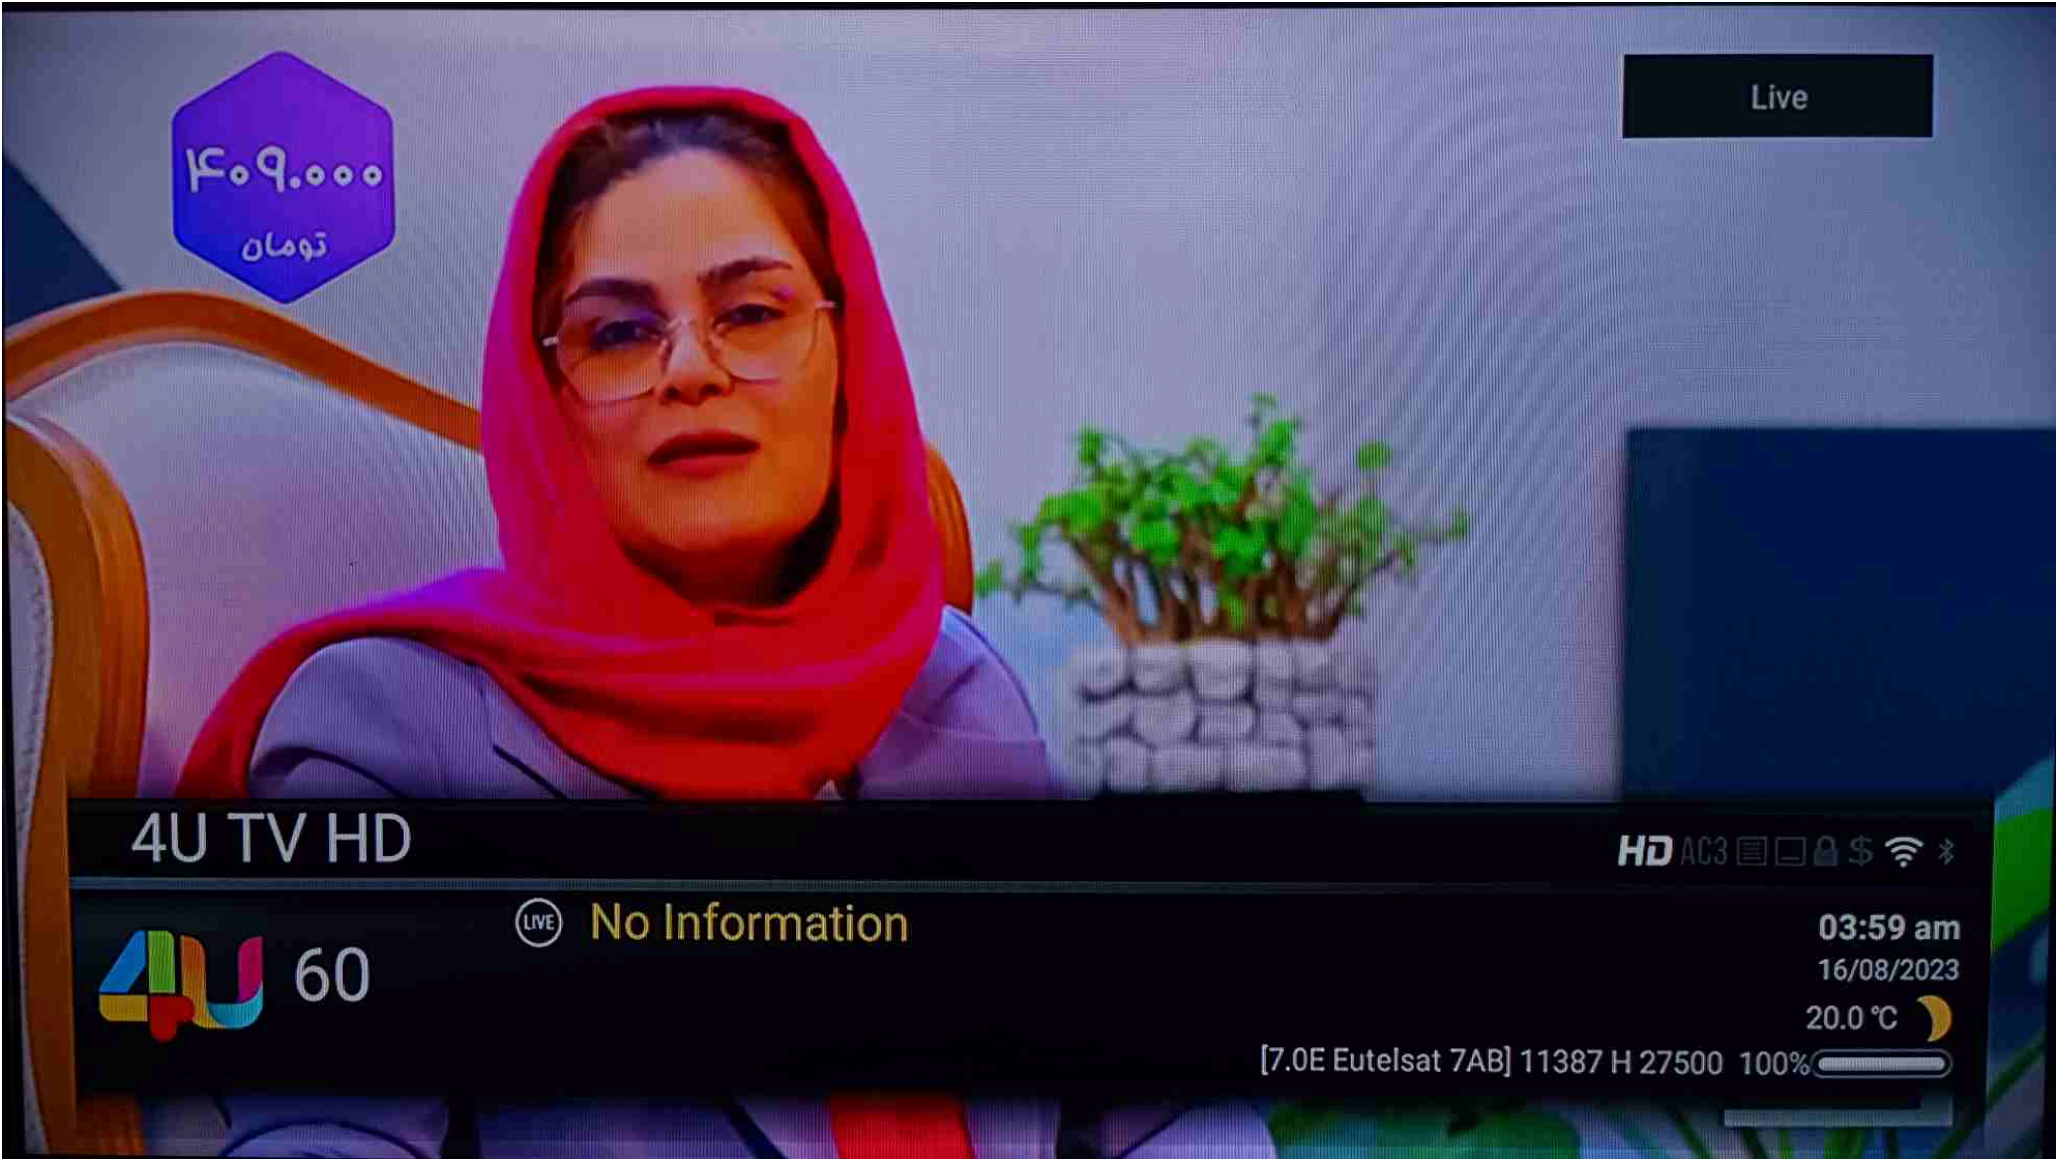 ۴۰۹.۰۰۰
تومان
Live
4U TV HD
HD AC3 $
LIVE No Information
4U 60
03:59 am
16/08/2023
20.0 °C
[7.0E Eutelsat 7AB] 11387 H 27500 100%